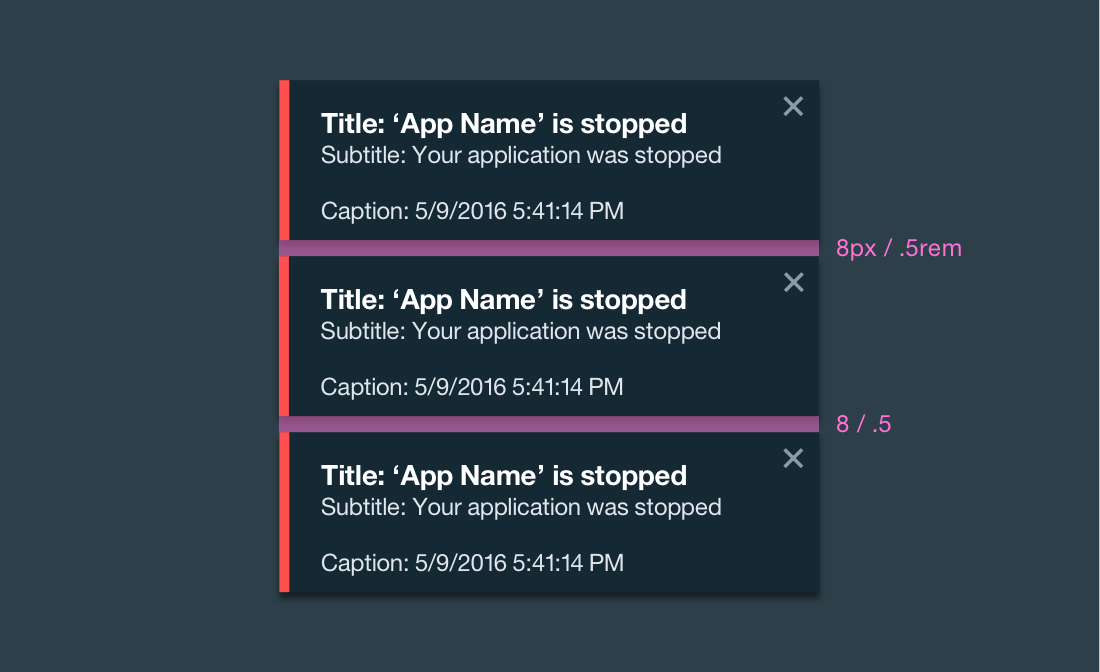 Title: ‘App Name’ is stopped
Subtitle: Your application was stopped
Caption: 5/9/2016 5:41:14 PM
8px / .5rem
Title: ‘App Name’ is stopped
Subtitle: Your application was stopped
Caption: 5/9/2016 5:41:14 PM
8 / .5
Title: ‘App Name’ is stopped
Subtitle: Your application was stopped
Caption: 5/9/2016 5:41:14 PM